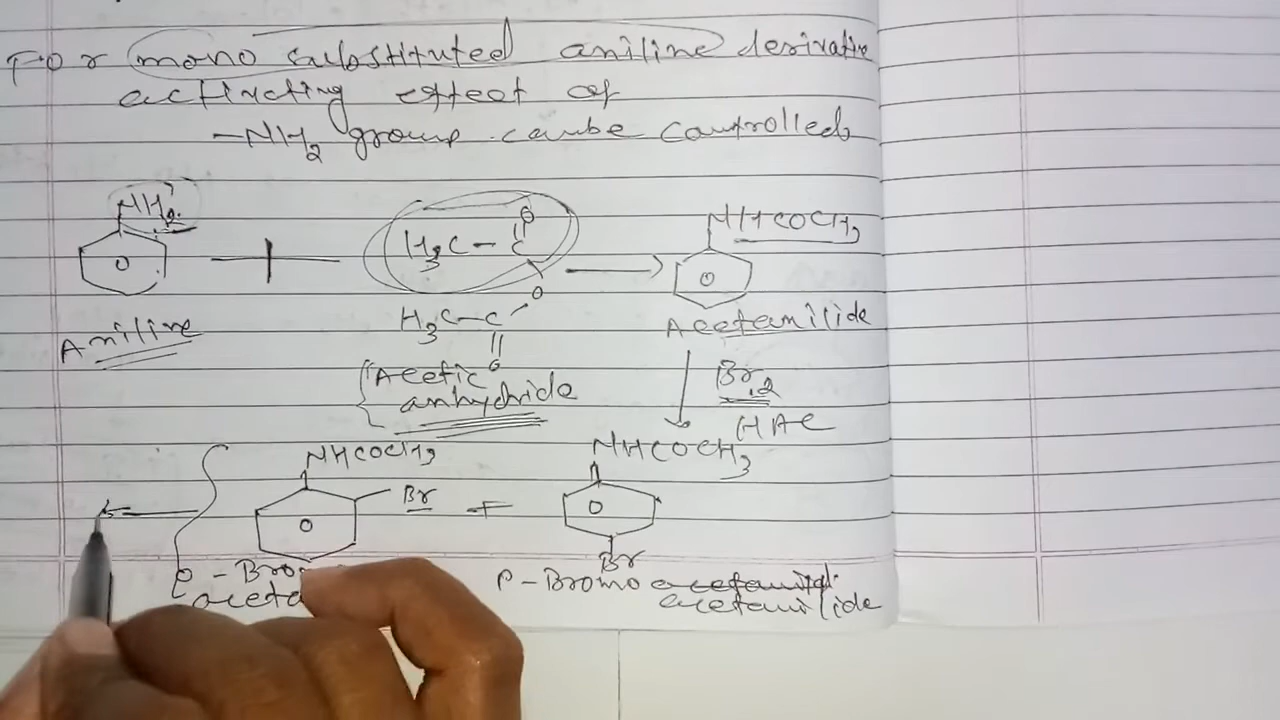 For mono substituted aniline derivative
activating effect of
-NH2 group can be controlled
NH2
H3C-C
O
O
NHCOCH3
H3C-C
O
Aniline
Acetanilide
Acetic
anhydride
Br2
HAC
NHCOCH3
Br
+
NHCOCH3
Br
O-Bromo
P-Bromo
acetanilide